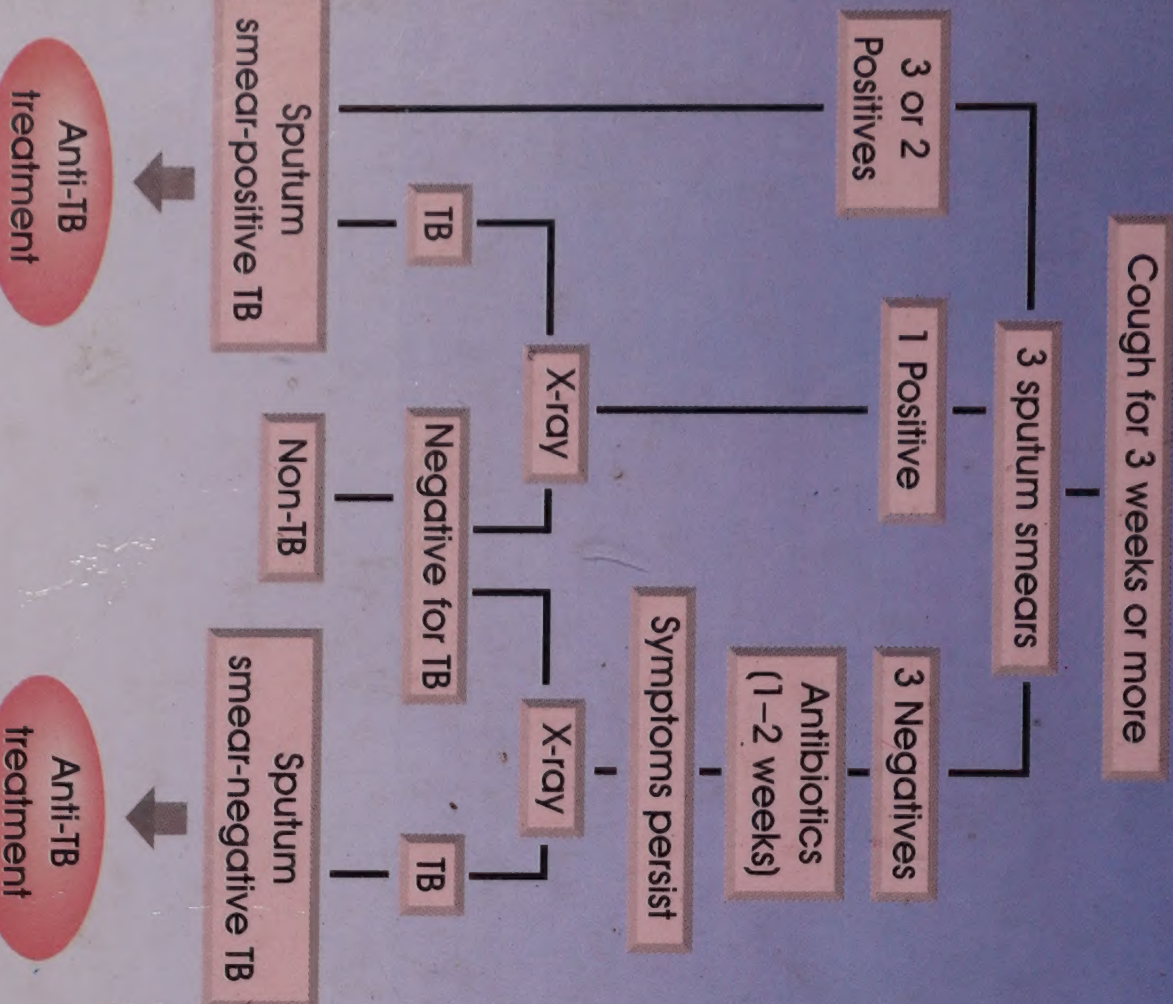 Cough for 3 weeks or more
3 sputum smears
3 or 2
Positives
1 Positive
3 Negatives
Antibiotics
(1–2 weeks)
Symptoms persist
X-ray
X-ray
TB
Negative for TB
TB
Sputum
smear-positive TB
Non-TB
Sputum
smear-negative TB
Anti-TB
treatment
Anti-TB
treatment